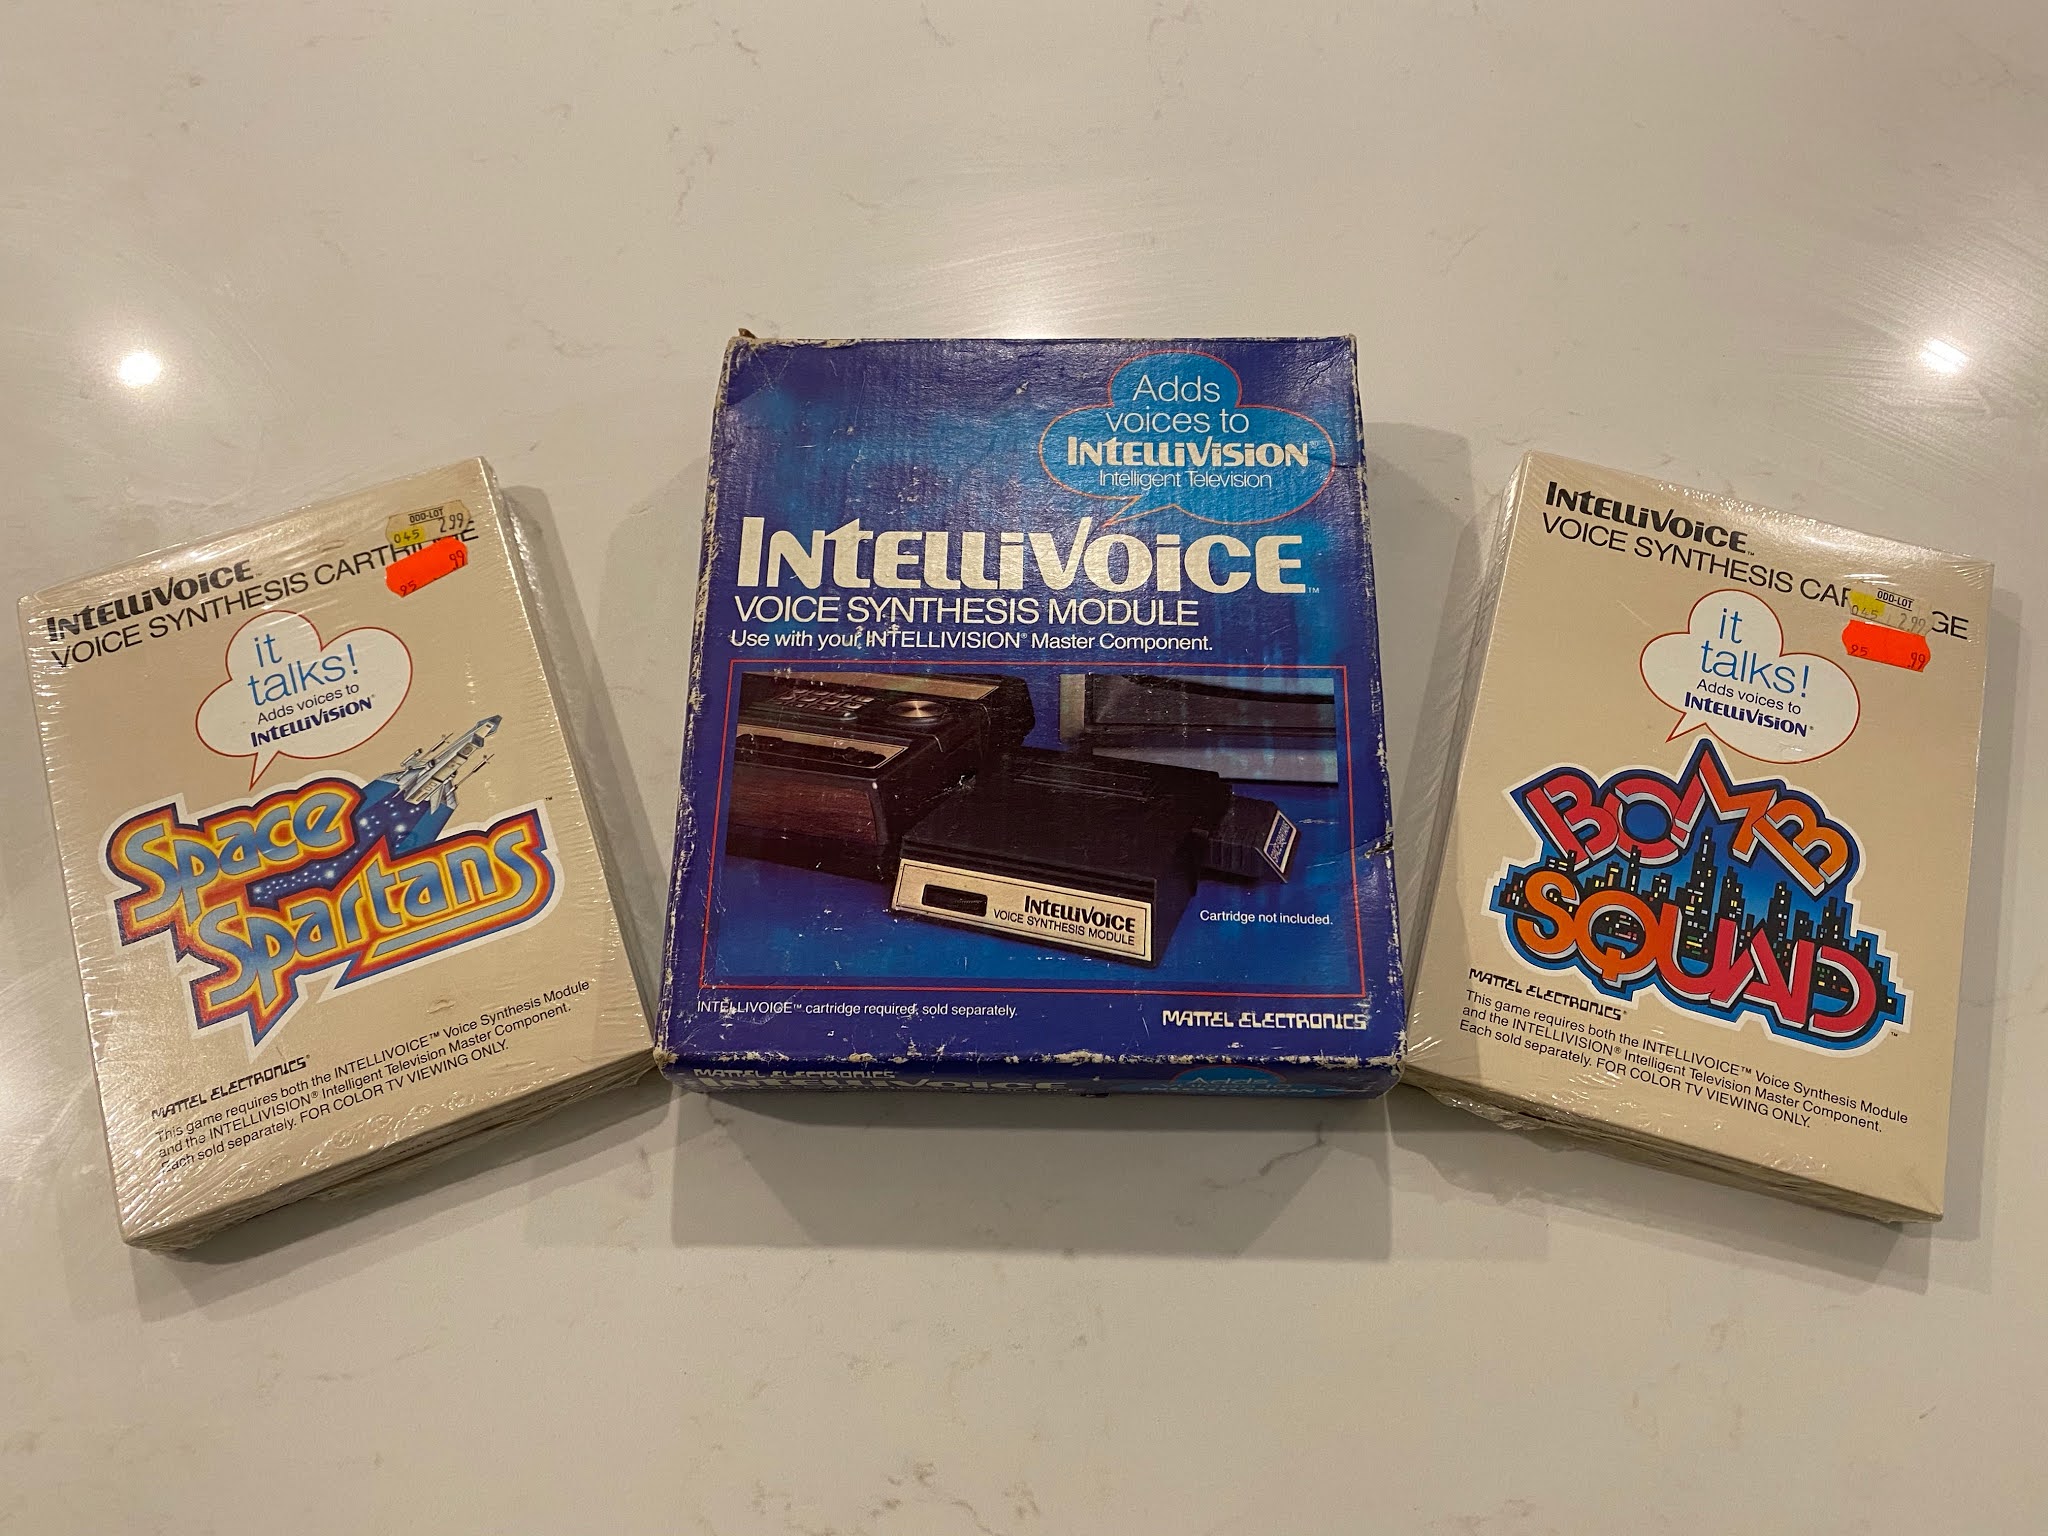 INTELLIVOICE
VOICE SYNTHESIS
ODD-LOT
045 2.99
95 .99
it
talks!
Adds voices to
INTELLIVISION®
Space
Spartans™
MATTEL ELECTRONICS®
This game requires both the INTELLIVOICE™ Voice Synthesis Module
and the INTELLIVISION® Intelligent Television Master Component.
Each sold separately. FOR COLOR TV VIEWING ONLY.
Adds
voices to
INTELLIVISION®
Intelligent Television
INTELLIVOICE™
VOICE SYNTHESIS MODULE
Use with your INTELLIVISION® Master Component.
INTELLIVOICE
VOICE SYNTHESIS MODULE
Cartridge not included.
INTELLIVOICE™ cartridge required, sold separately.
MATTEL ELECTRONICS®
MATTEL ELECTRONICS
INTELLIVOICE
Adds
INTELLIVOICE™
VOICE SYNTHESIS
ODD-LOT
045 2.99
95 .99
it
talks!
Adds voices to
INTELLIVISION®
BOMB
SQUAD™
MATTEL ELECTRONICS®
This game requires both the INTELLIVOICE™ Voice Synthesis Module
and the INTELLIVISION® Intelligent Television Master Component.
Each sold separately. FOR COLOR TV VIEWING ONLY.